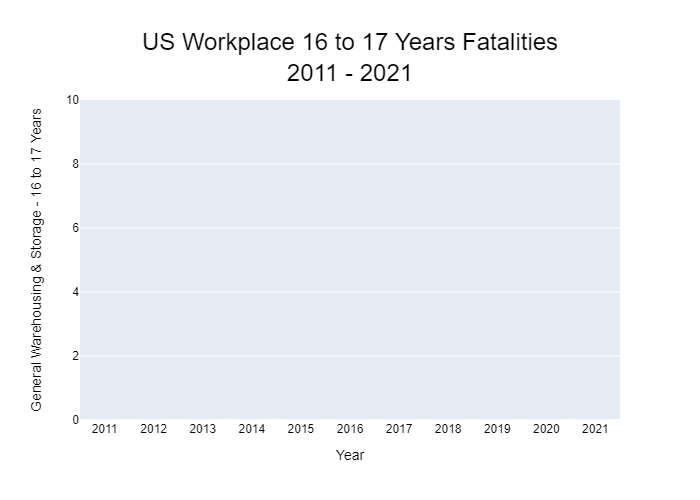 US Workplace 16 to 17 Years Fatalities
2011 - 2021
General Warehousing & Storage - 16 to 17 Years
10
8
6
4
2
0
2011 2012 2013 2014 2015 2016 2017 2018 2019 2020 2021
Year